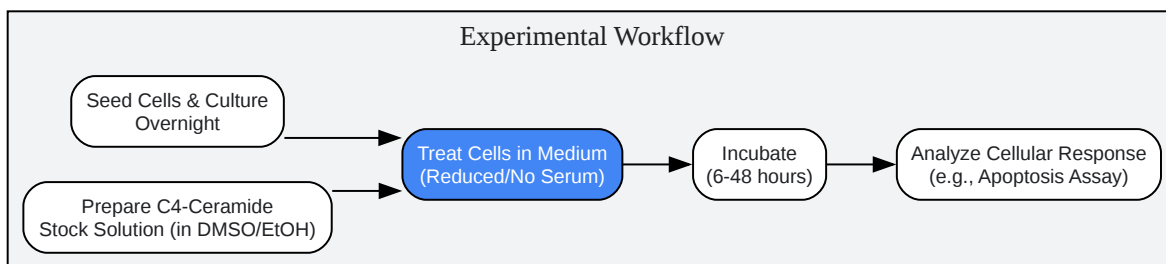 Experimental Workflow
Seed Cells & Culture
Overnight
Prepare C4-Ceramide
Stock Solution (in DMSO/EtOH)
Treat Cells in Medium
(Reduced/No Serum)
Incubate
(6-48 hours)
Analyze Cellular Response
(e.g., Apoptosis Assay)